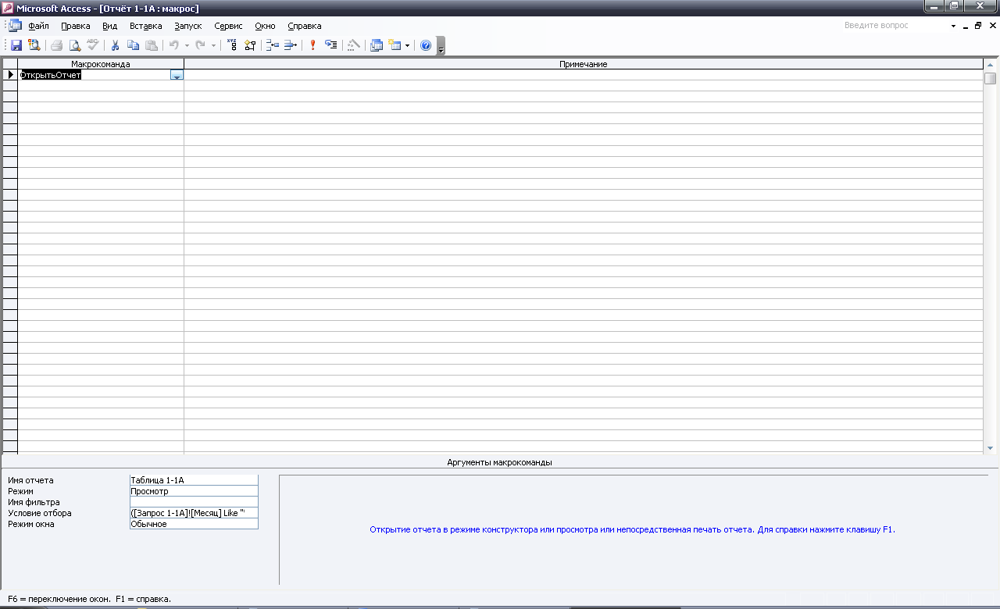 Microsoft Access - [Отчёт 1-1А : макрос]
Файл Правка Вид Вставка Запуск Сервис Окно Справка Введите вопрос
Макрокоманда Примечание
ОткрытьОтчет
Аргументы макрокоманды
Имя отчета Таблица 1-1А
Режим Просмотр
Имя фильтра
Условие отбора ([Запрос 1-1А]![Месяц] Like "*
Режим окна Обычное
Открытие отчета в режиме конструктора или просмотра или непосредственная печать отчета. Для справки нажмите клавишу F1.
F6 = переключение окон. F1 = справка.